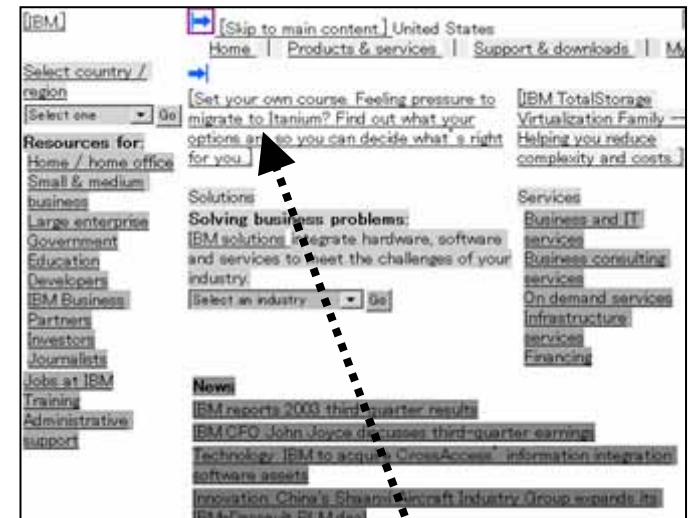 [IBM]
[Skip to main content] United States
Home | Products & services | Support & downloads | My
Select country /
region
Select one Go
Resources for:
Home / home office
Small & medium
business
Large enterprise
Government
Education
Developers
IBM Business
Partners
Investors
Journalists
Jobs at IBM
Training
Administrative
support
[Set your own course. Feeling pressure to
migrate to Itanium? Find out what your
options are so you can decide what's right
for you.]
[IBM TotalStorage
Virtualization Family --
Helping you reduce
complexity and costs.]
Solutions
Solving business problems:
IBM solutions integrate hardware, software
and services to meet the challenges of your
industry.
Select an industry Go
Services
Business and IT
services
Business consulting
services
On demand services
Infrastructure
services
Financing
News
IBM reports 2003 third-quarter results
IBM CFO John Joyce discusses third-quarter earnings
Technology: IBM to acquire CrossAccess* information integration
software assets
Innovation: China's Shaanxi Aircraft Industry Group expands its